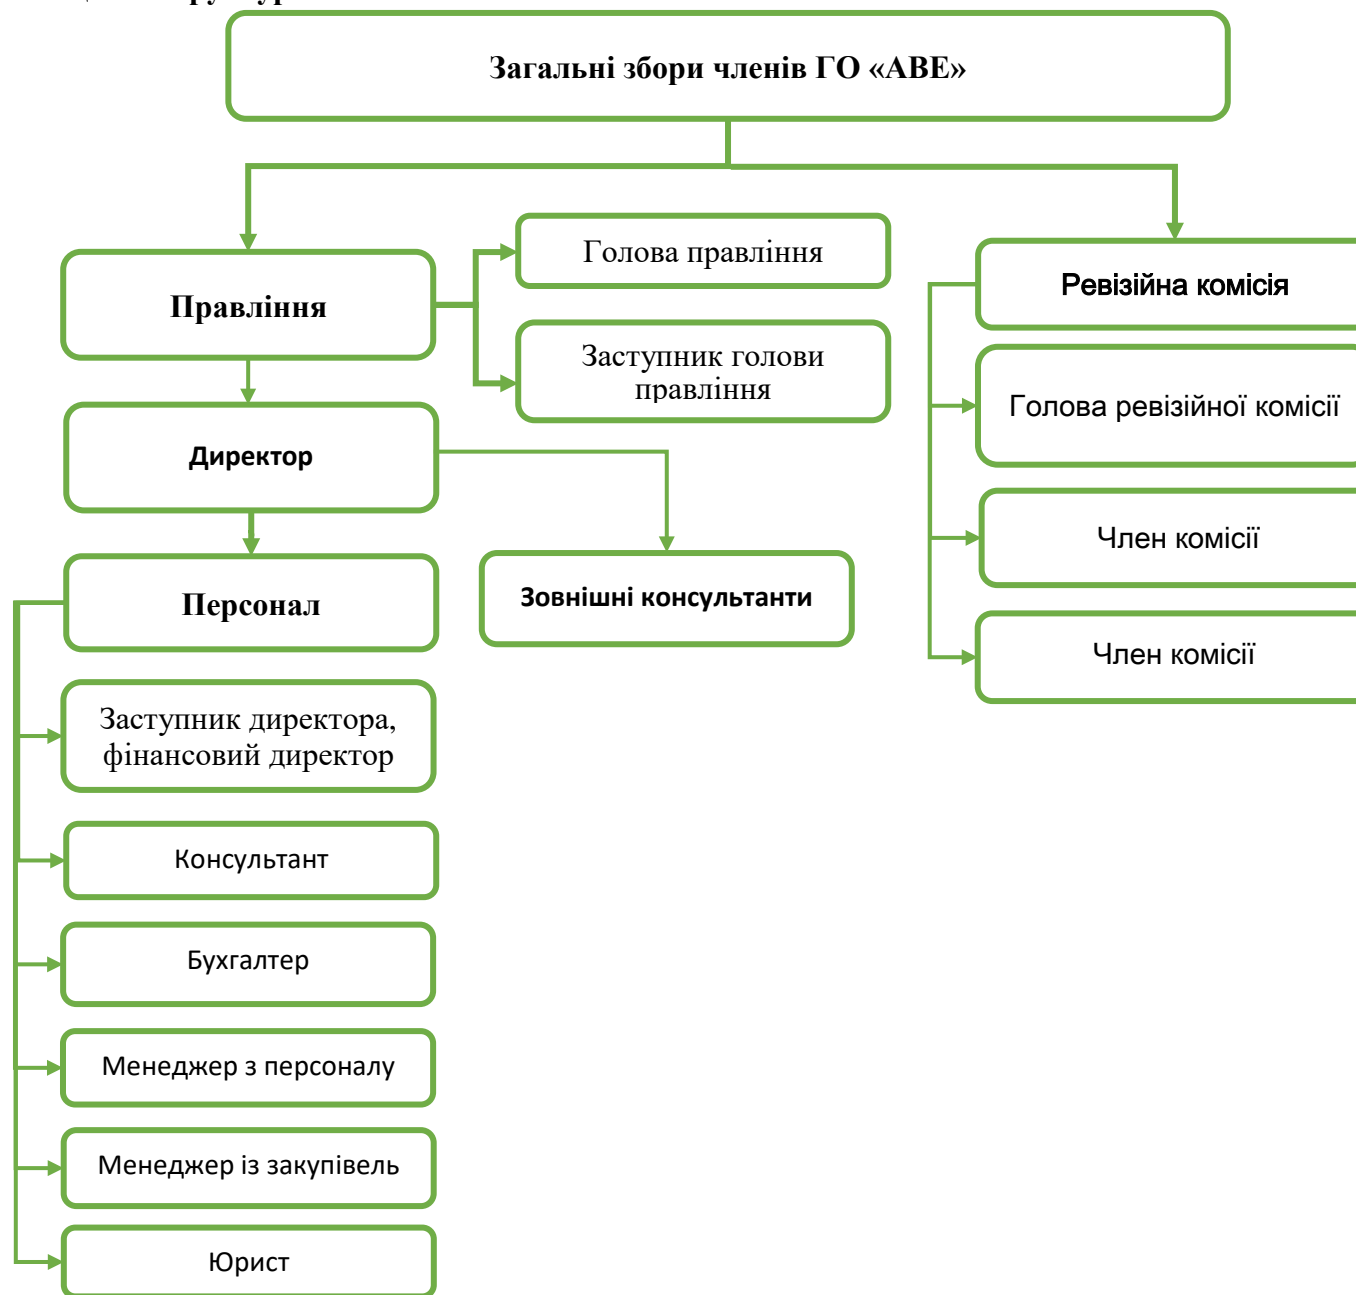 Загальні збори членів ГО «АВЕ»
Правління
Голова правління
Заступник голови
правління
Ревізійна комісія
Голова ревізійної комісії
Член комісії
Член комісії
Директор
Зовнішні консультанти
Персонал
Заступник директора,
фінансовий директор
Консультант
Бухгалтер
Менеджер з персоналу
Менеджер із закупівель
Юрист